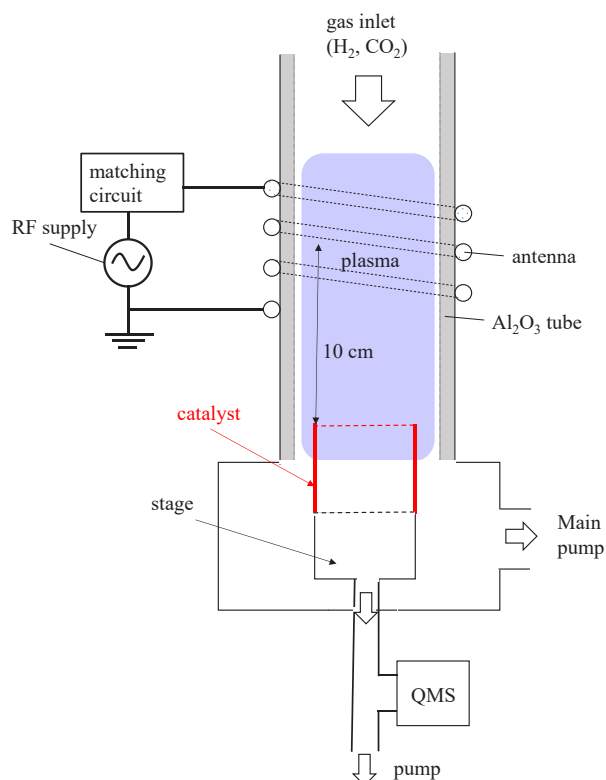 gas inlet
(H₂, CO₂)
matching
circuit
RF supply
plasma
antenna
Al₂O₃ tube
10 cm
catalyst
stage
Main
pump
QMS
pump